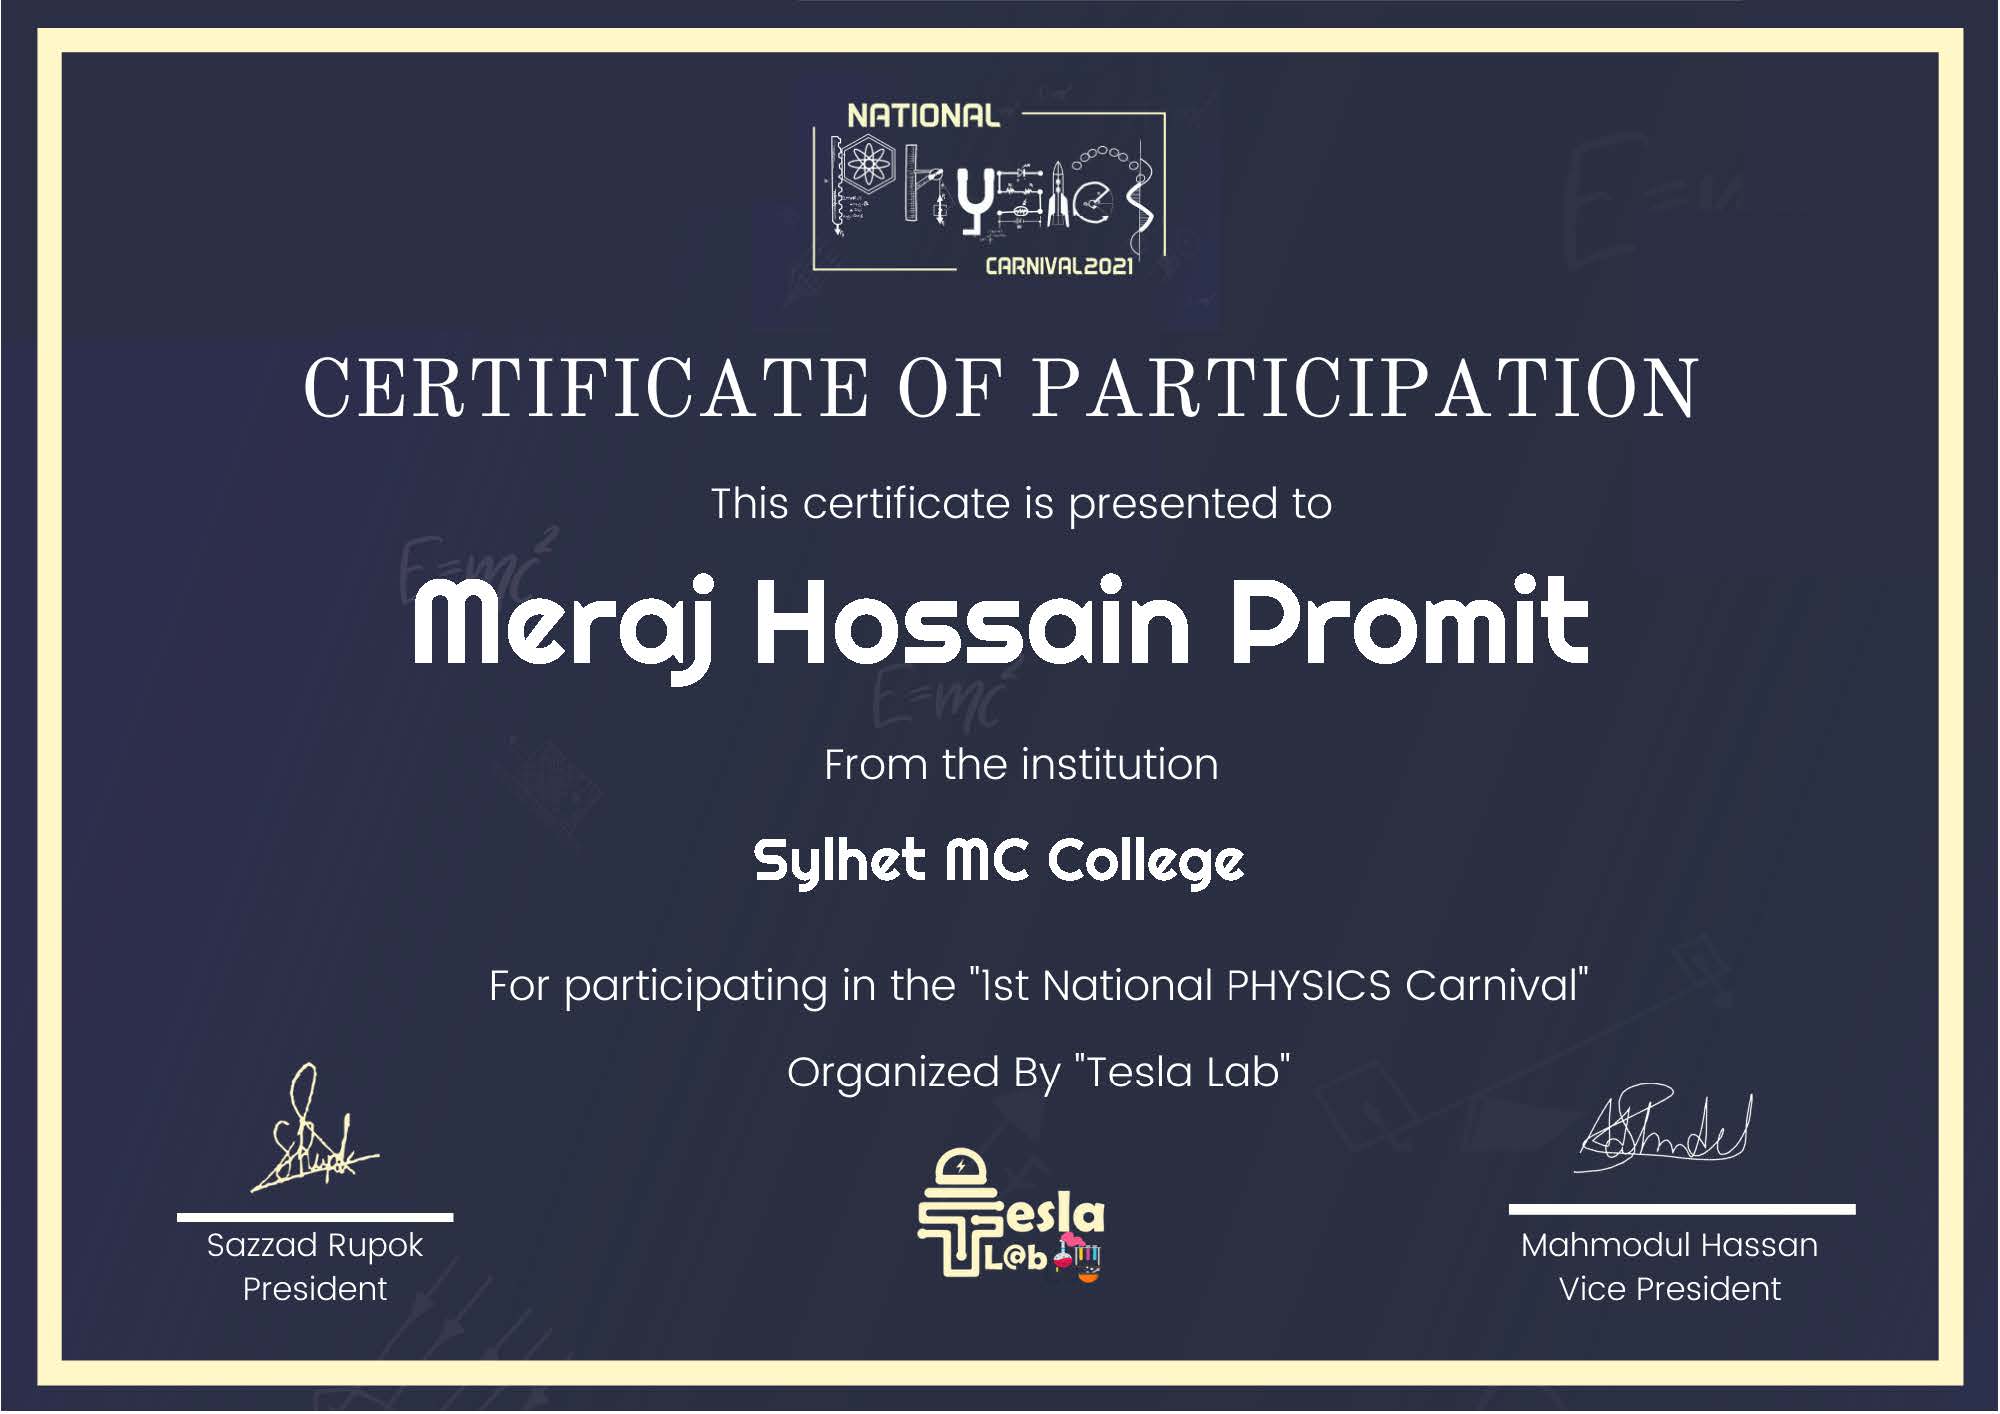 NATIONAL
Physics
CARNIVAL2021
CERTIFICATE OF PARTICIPATION
This certificate is presented to
E=mc²
Meraj Hossain Promit
E=mc²
From the institution
Sylhet MC College
For participating in the "1st National PHYSICS Carnival"
Organized By "Tesla Lab"
Tesla
L@b
Sazzad Rupok
President
Mahmodul Hassan
Vice President